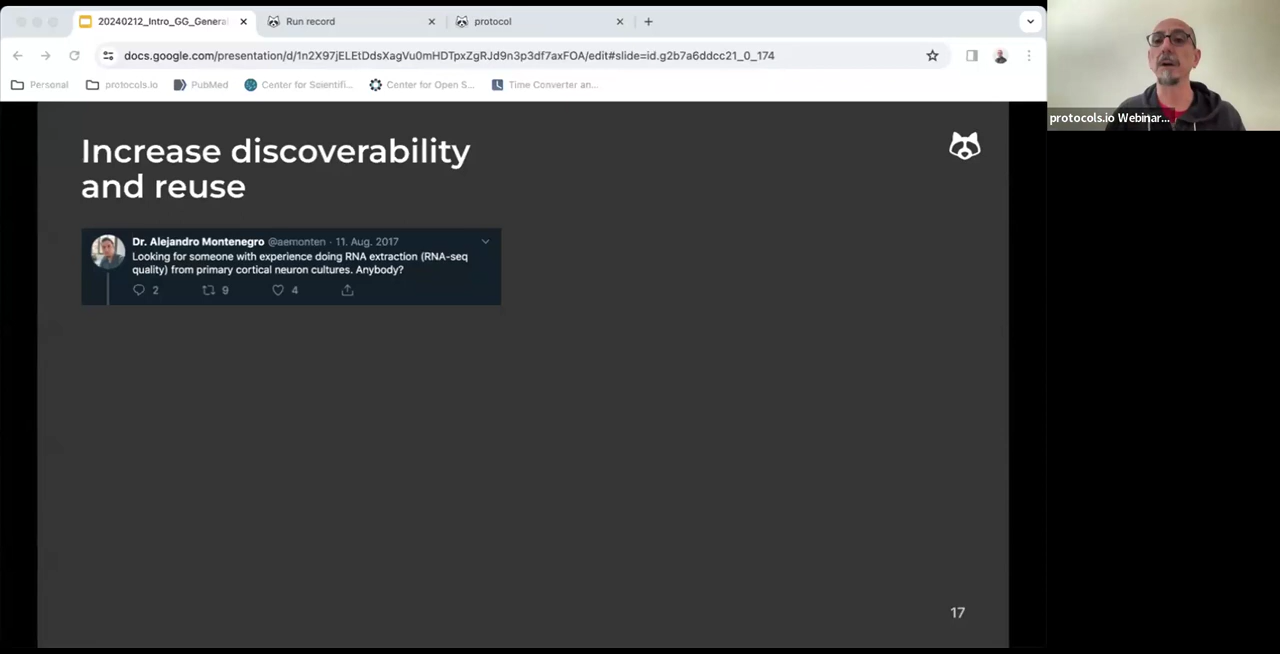 20240212_Intro_GG_Genera
Run record
protocol
docs.google.com/presentation/d/1n2X97jELEtDdsXagVu0mHDTpxZgRJd9n3p3df7axFOA/edit#slide=id.g2b7a6ddcc21_0_174
Personal
protocols.io
PubMed
Center for Scientifi...
Center for Open S...
Time Converter an...
protocols.io Webinar...
Increase discoverability
and reuse
Dr. Alejandro Montenegro @aemonten · 11. Aug. 2017
Looking for someone with experience doing RNA extraction (RNA-seq
quality) from primary cortical neuron cultures. Anybody?
2 9 4
17